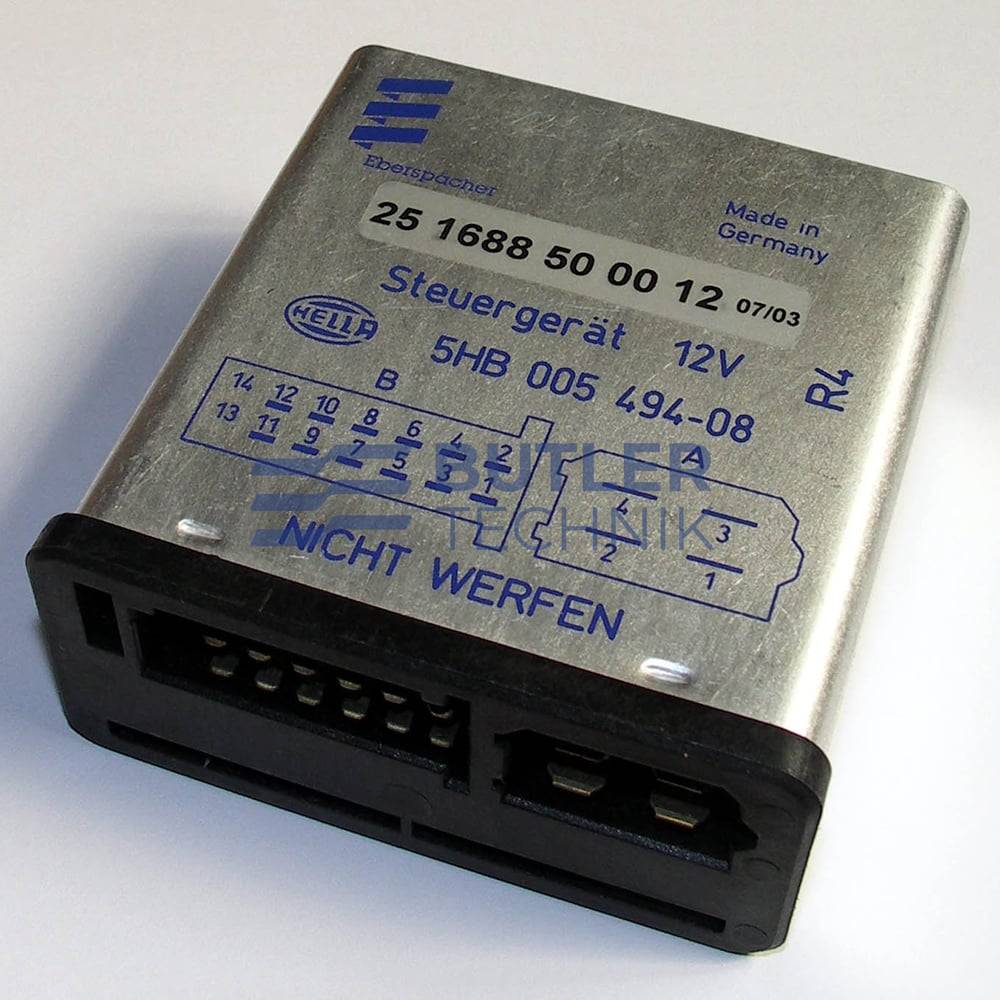 Eberspächer
25 1688 50 00 12 07/03
Made in
Germany
Steuergerät 12V
HELLA
5HB 005 494-08
R4
B
14 12 10 8 6 4 2
13 11 9 7 5 3 1
A
4 3
2 1
NICHT WERFEN
BUTLER
TECHNIK